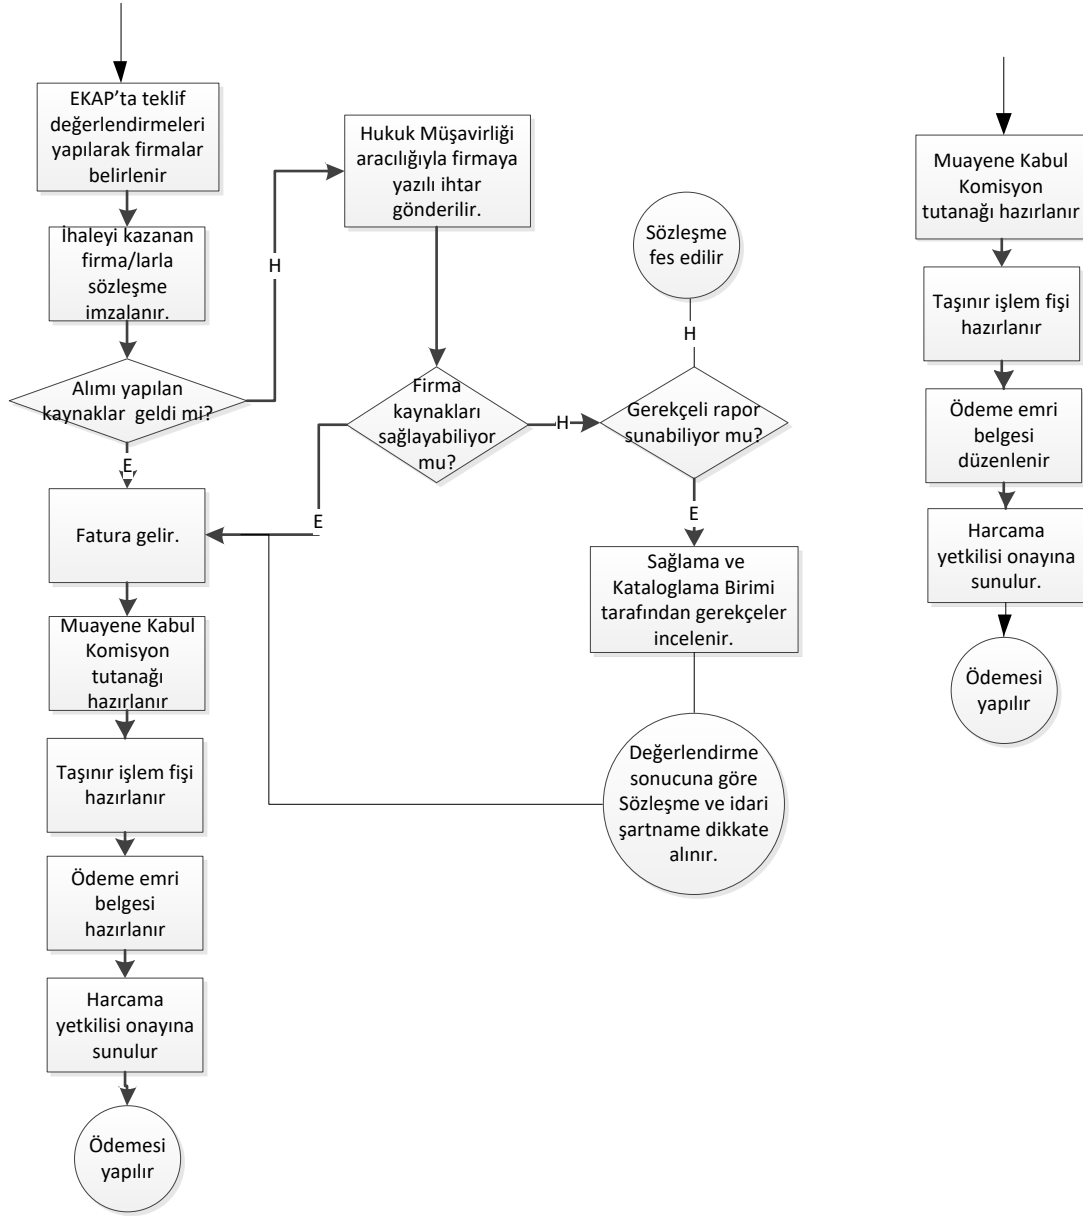 EKAP’ta teklif
değerlendirmeleri
yapılarak firmalar
belirlenir
İhaleyi kazanan
firma/larla
sözleşme
imzalanır.
Alımı yapılan
kaynaklar geldi mi?
H
E
Hukuk Müşavirliği
aracılığıyla firmaya
yazılı ihtar
gönderilir.
Firma
kaynakları
sağlayabiliyor
mu?
H
E
Sözleşme
fes edilir
H
Gerekçeli rapor
sunabiliyor mu?
E
Sağlama ve
Kataloglama Birimi
tarafından gerekçeler
incelenir.
Değerlendirme
sonucuna göre
Sözleşme ve idari
şartname dikkate
alınır.
Fatura gelir.
Muayene Kabul
Komisyon
tutanağı
hazırlanır
Taşınır işlem fişi
hazırlanır
Ödeme emri
belgesi
hazırlanır
Harcama
yetkilisi onayına
sunulur
Ödemesi
yapılır
Muayene Kabul
Komisyon
tutanağı hazırlanır
Taşınır işlem fişi
hazırlanır
Ödeme emri
belgesi
düzenlenir
Harcama
yetkilisi onayına
sunulur.
Ödemesi
yapılır